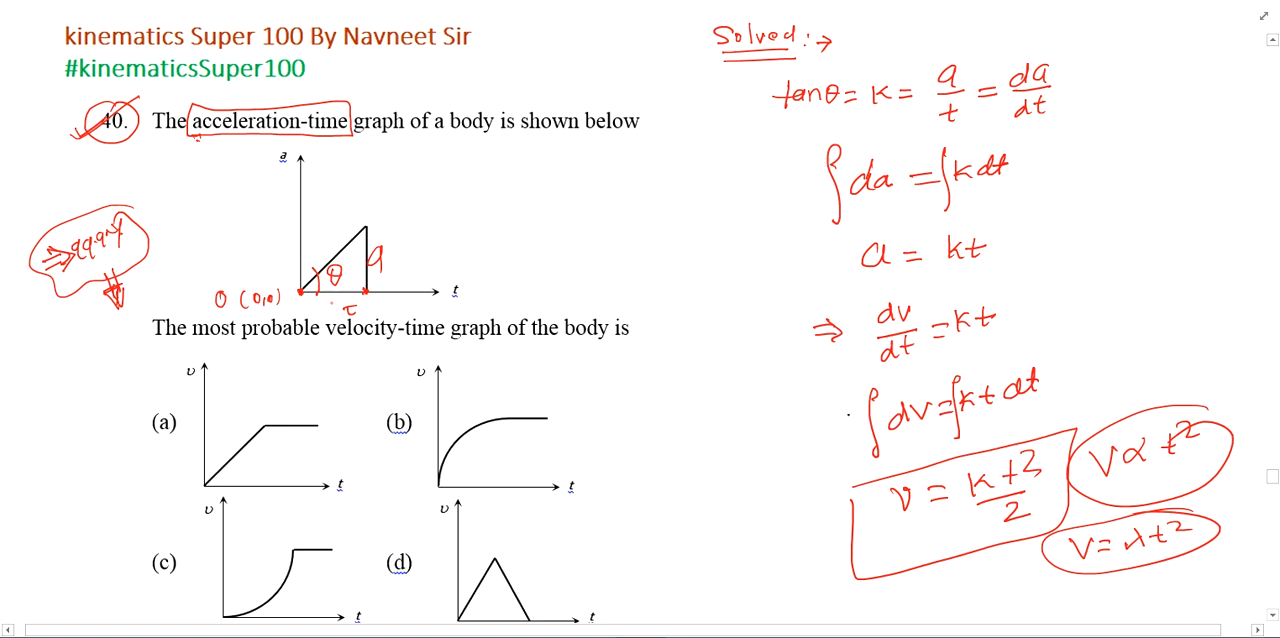 kinematics Super 100 By Navneet Sir
#kinematicsSuper100
40. The acceleration-time graph of a body is shown below
a
θ
a
O (0,0)
τ
t
The most probable velocity-time graph of the body is
υ
(a)
t
υ
(b)
t
υ
(c)
t
υ
(d)
t
Solved :→
tanθ = K = a/t = da/dt
∫da = ∫k dt
a = kt
⇒ dv/dt = kt
∫dv = ∫kt dt
v = kt²/2
V ∝ t²
V = λt²